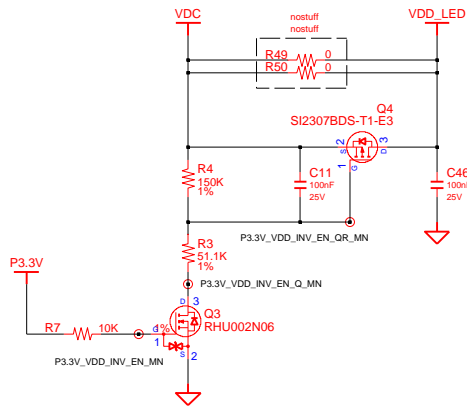 VDC
VDD_LED
nostuff
nostuff
R49 0
R50 0
Q4
SI2307BDS-T1-E3
2 3
S D
G
1
R4
150K
1%
C11
100nF
25V
C46
100nF
25V
R3
51.1K
1%
P3.3V_VDD_INV_EN_QR_MN
P3.3V
P3.3V_VDD_INV_EN_Q_MN
D 3
Q3
RHU002N06
R7 10K
G 1%
1
S 2
P3.3V_VDD_INV_EN_MN